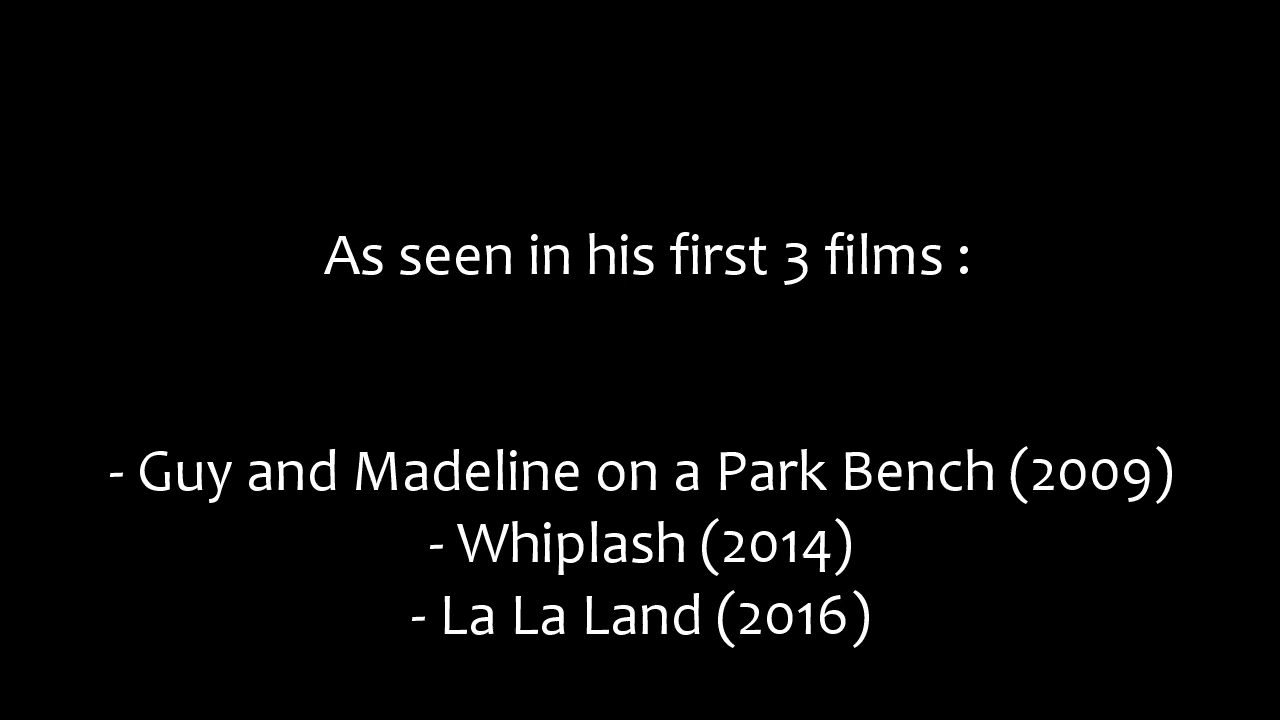 As seen in his first 3 films :
- Guy and Madeline on a Park Bench (2009)
- Whiplash (2014)
- La La Land (2016)